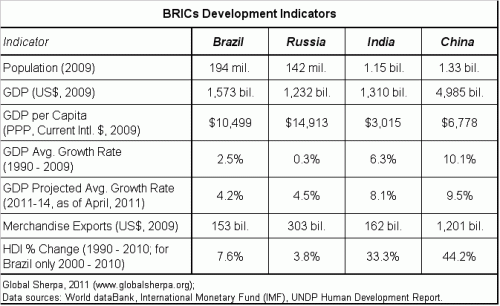 BRICs Development Indicators
Indicator Brazil Russia India China
Population (2009) 194 mil. 142 mil. 1.15 bil. 1.33 bil.
GDP (US$, 2009) 1,573 bil. 1,232 bil. 1,310 bil. 4,985 bil.
GDP per Capita
(PPP, Current Intl. $, 2009) $10,499 $14,913 $3,015 $6,778
GDP Avg. Growth Rate
(1990 - 2009) 2.5% 0.3% 6.3% 10.1%
GDP Projected Avg. Growth Rate
(2011-14, as of April, 2011) 4.2% 4.5% 8.1% 9.5%
Merchandise Exports (US$, 2009) 153 bil. 303 bil. 162 bil. 1,201 bil.
HDI % Change (1990 - 2010; for
Brazil only 2000 - 2010) 7.6% 3.8% 33.3% 44.2%
Global Sherpa, 2011 (www.globalsherpa.org);
Data sources: World dataBank, International Monetary Fund (IMF), UNDP Human Development Report.